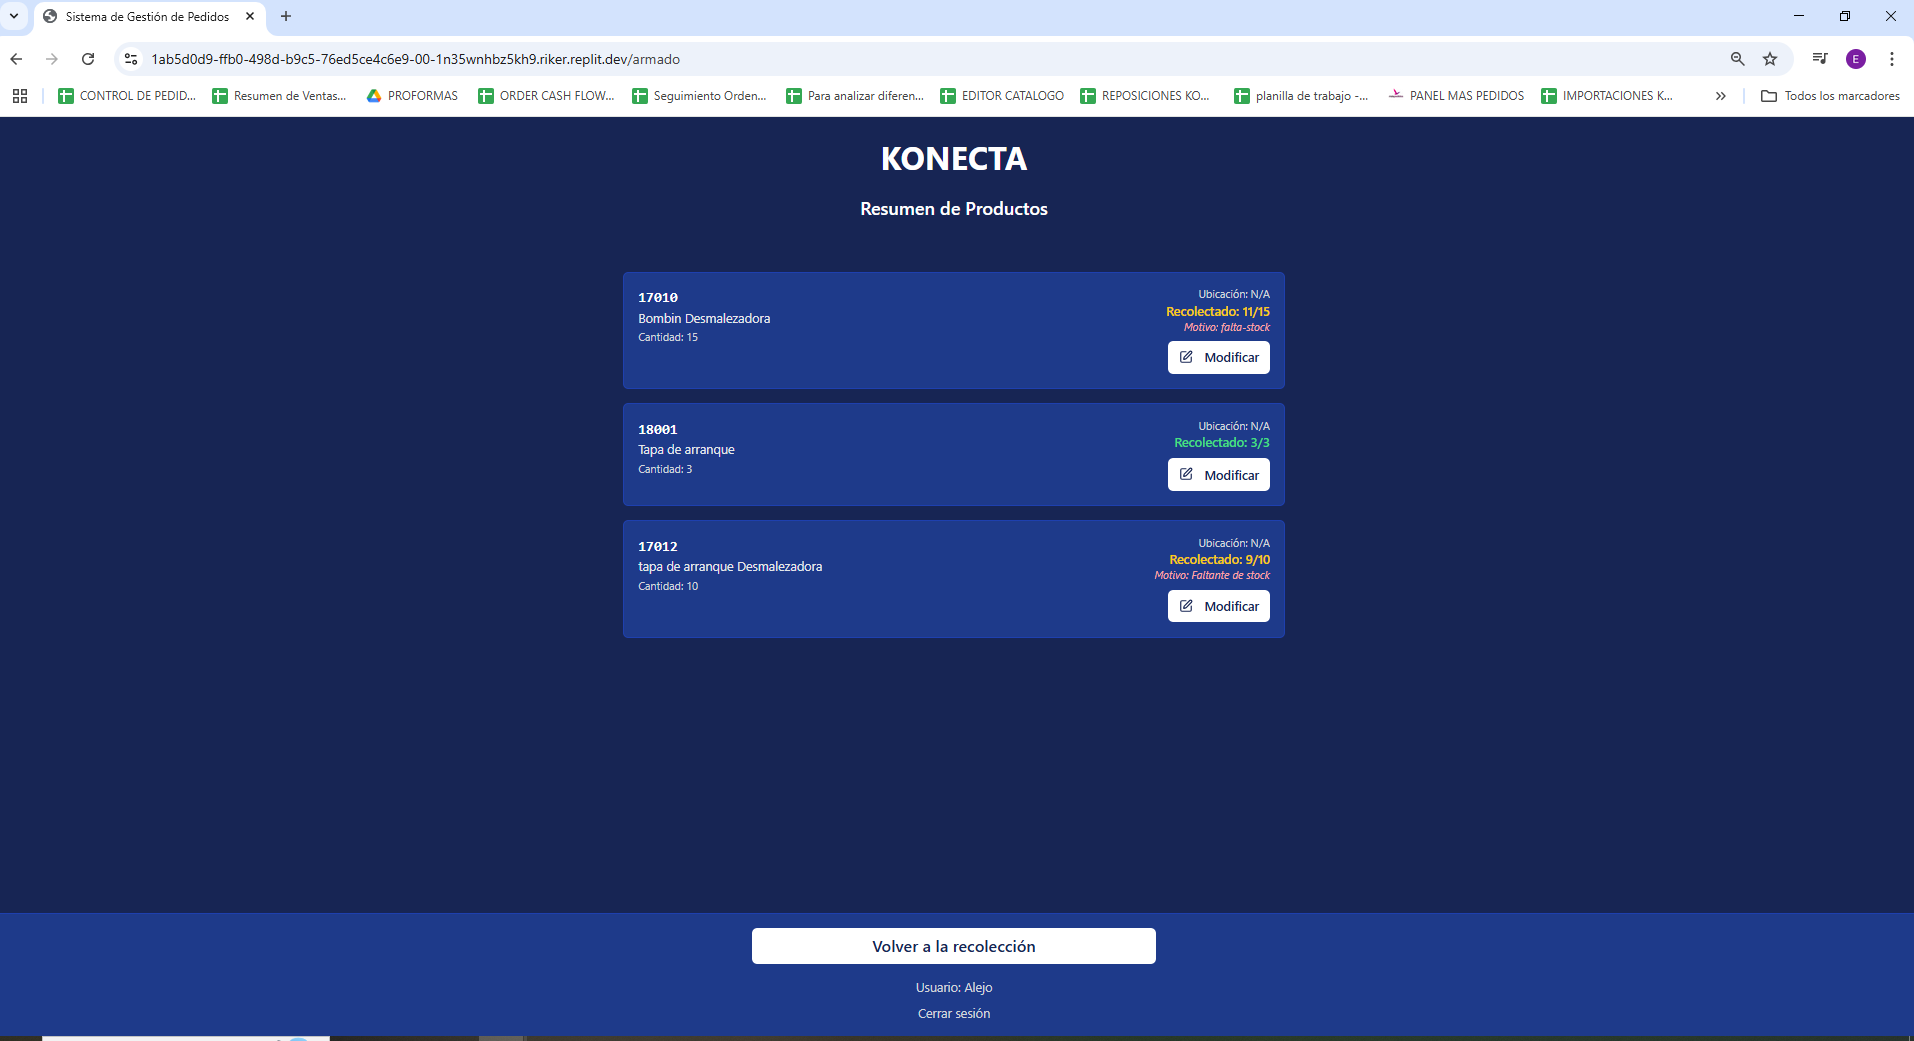 Sistema de Gestión de Pedidos
1ab5d0d9-ffb0-498d-b9c5-76ed5ce4c6e9-00-1n35wnhbz5kh9.riker.replit.dev/armado
E
CONTROL DE PEDID...
Resumen de Ventas...
PROFORMAS
ORDER CASH FLOW...
Seguimiento Orden...
Para analizar diferen...
EDITOR CATALOGO
REPOSICIONES KO...
planilla de trabajo -...
PANEL MAS PEDIDOS
IMPORTACIONES K...
Todos los marcadores
KONECTA
Resumen de Productos
17010
Bombin Desmalezadora
Cantidad: 15
Ubicación: N/A
Recolectado: 11/15
Motivo: falta-stock
Modificar
18001
Tapa de arranque
Cantidad: 3
Ubicación: N/A
Recolectado: 3/3
Modificar
17012
tapa de arranque Desmalezadora
Cantidad: 10
Ubicación: N/A
Recolectado: 9/10
Motivo: Faltante de stock
Modificar
Volver a la recolección
Usuario: Alejo
Cerrar sesión